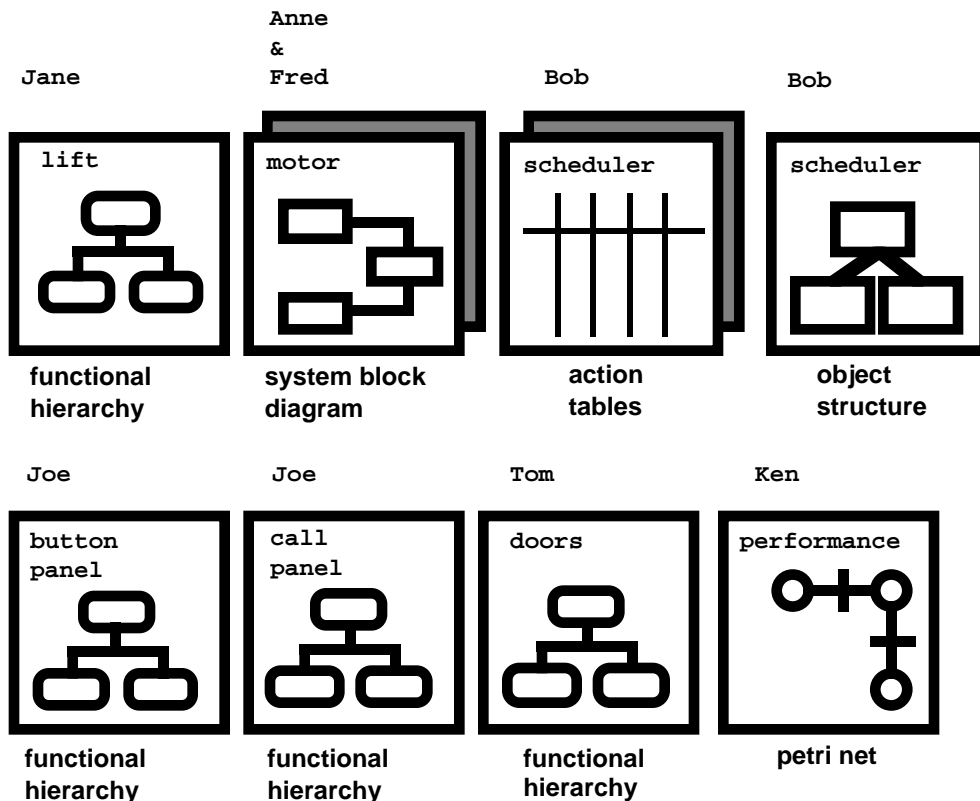 Anne
&
Jane
Fred
Bob
Bob
lift
motor
scheduler
scheduler
functional
hierarchy
system block
diagram
action
tables
object
structure
Joe
Joe
Tom
Ken
button
panel
call
panel
doors
performance
functional
hierarchy
functional
hierarchy
functional
hierarchy
petri net